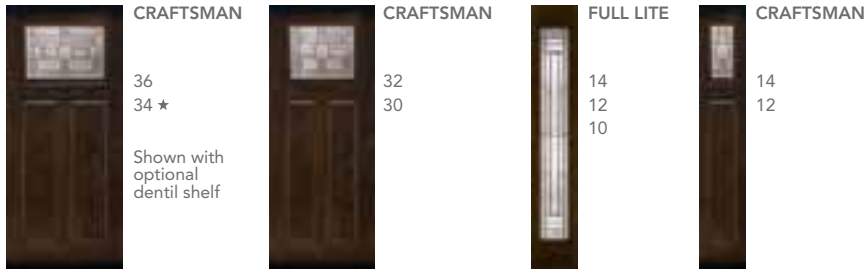 CRAFTSMAN
36
34 ★
Shown with
optional
dentil shelf
CRAFTSMAN
32
30
FULL LITE
14
12
10
CRAFTSMAN
14
12